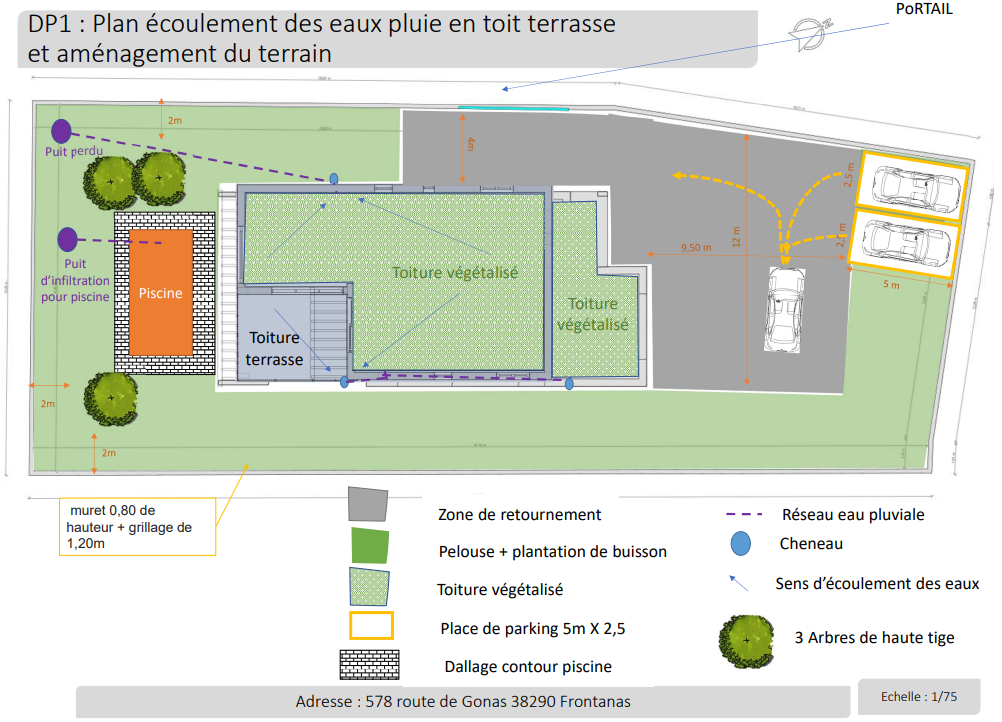 PoRTAIL
DP1 : Plan écoulement des eaux pluie en toit terrasse
et aménagement du terrain
N
2m
Puit perdu
4m
2,5 m
12 m
9,50 m
5 m
Puit
d'infiltration
pour piscine
Piscine
Toiture végétalisé
Toiture
végétalisé
Toiture
terrasse
2m
2m
muret 0,80 de
hauteur + grillage de
1,20m
Zone de retournement
Pelouse + plantation de buisson
Toiture végétalisé
Place de parking 5m X 2,5
Dallage contour piscine
Réseau eau pluviale
Cheneau
Sens d'écoulement des eaux
3 Arbres de haute tige
Adresse : 578 route de Gonas 38290 Frontanas
Echelle : 1/75